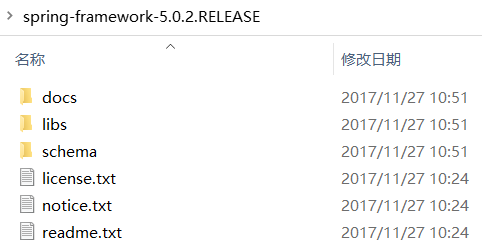 spring-framework-5.0.2.RELEASE
名称 修改日期
docs 2017/11/27 10:51
libs 2017/11/27 10:51
schema 2017/11/27 10:51
license.txt 2017/11/27 10:24
notice.txt 2017/11/27 10:24
readme.txt 2017/11/27 10:24